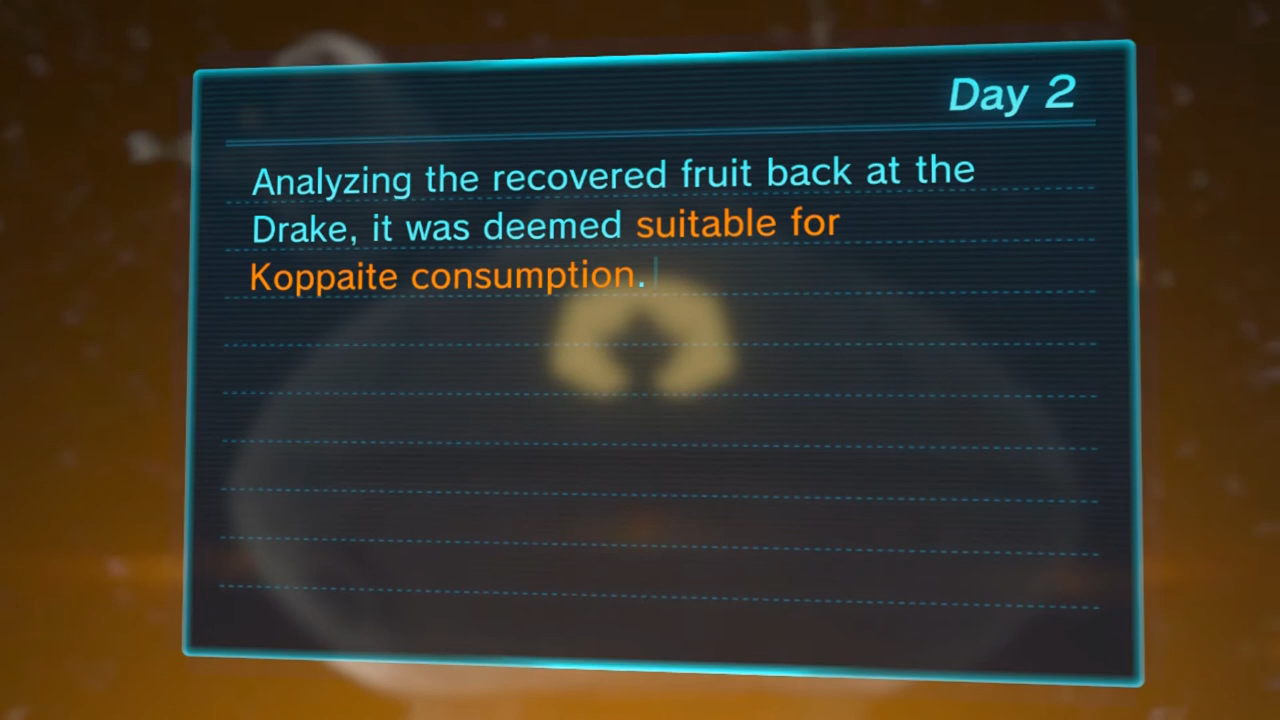 Day 2
Analyzing the recovered fruit back at the
Drake, it was deemed suitable for
Koppaite consumption.